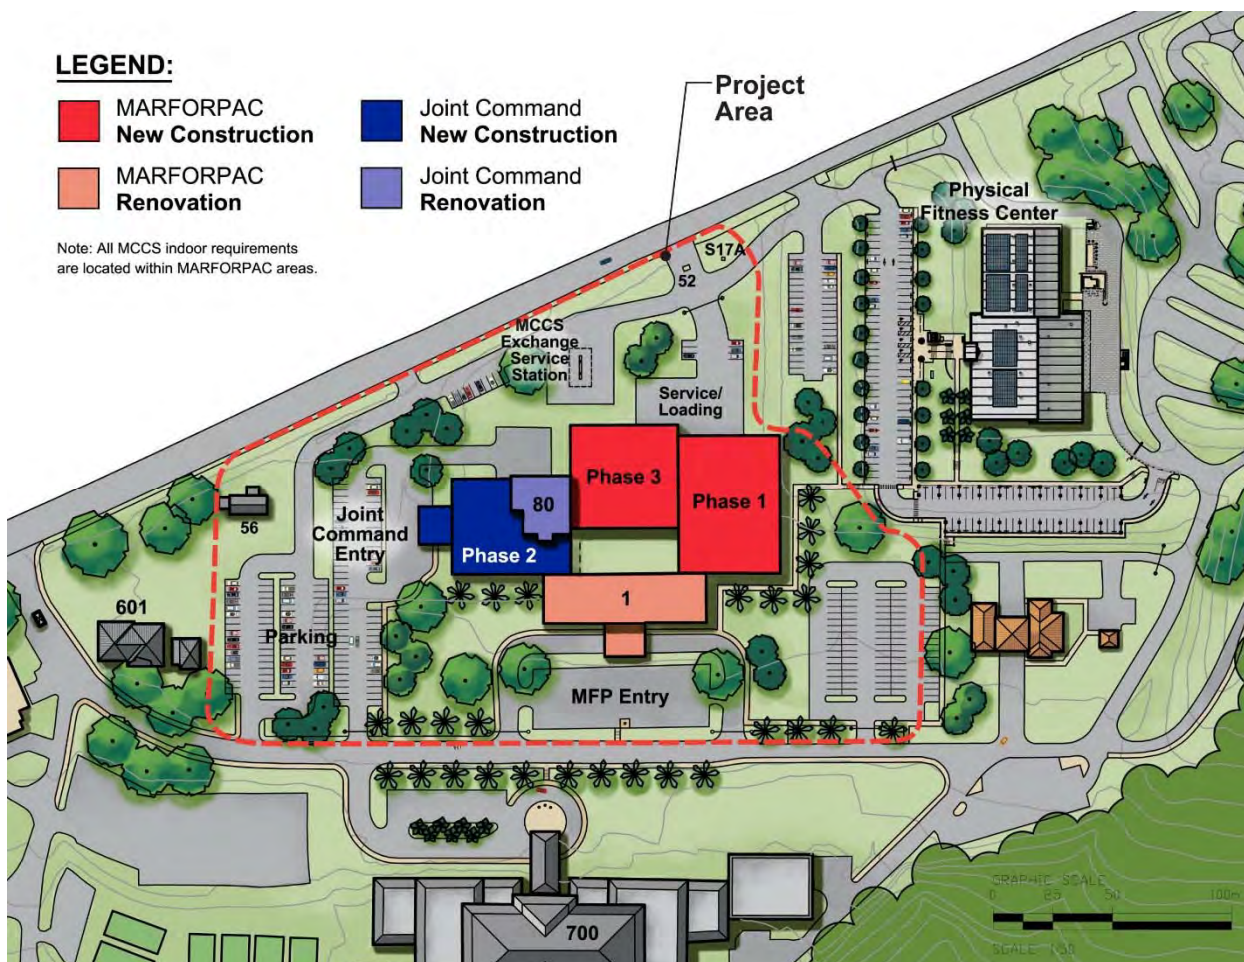 LEGEND:
MARFORPAC
New Construction
Joint Command
New Construction
MARFORPAC
Renovation
Joint Command
Renovation
Note: All MCCS indoor requirements
are located within MARFORPAC areas.
Project
Area
Physical
Fitness Center
S17A
52
MCCS
Exchange
Service
Station
Service/
Loading
Phase 3
Phase 1
80
Phase 2
56
Joint
Command
Entry
1
601
Parking
MFP Entry
700
GRAPHIC SCALE
0 25 50 100m